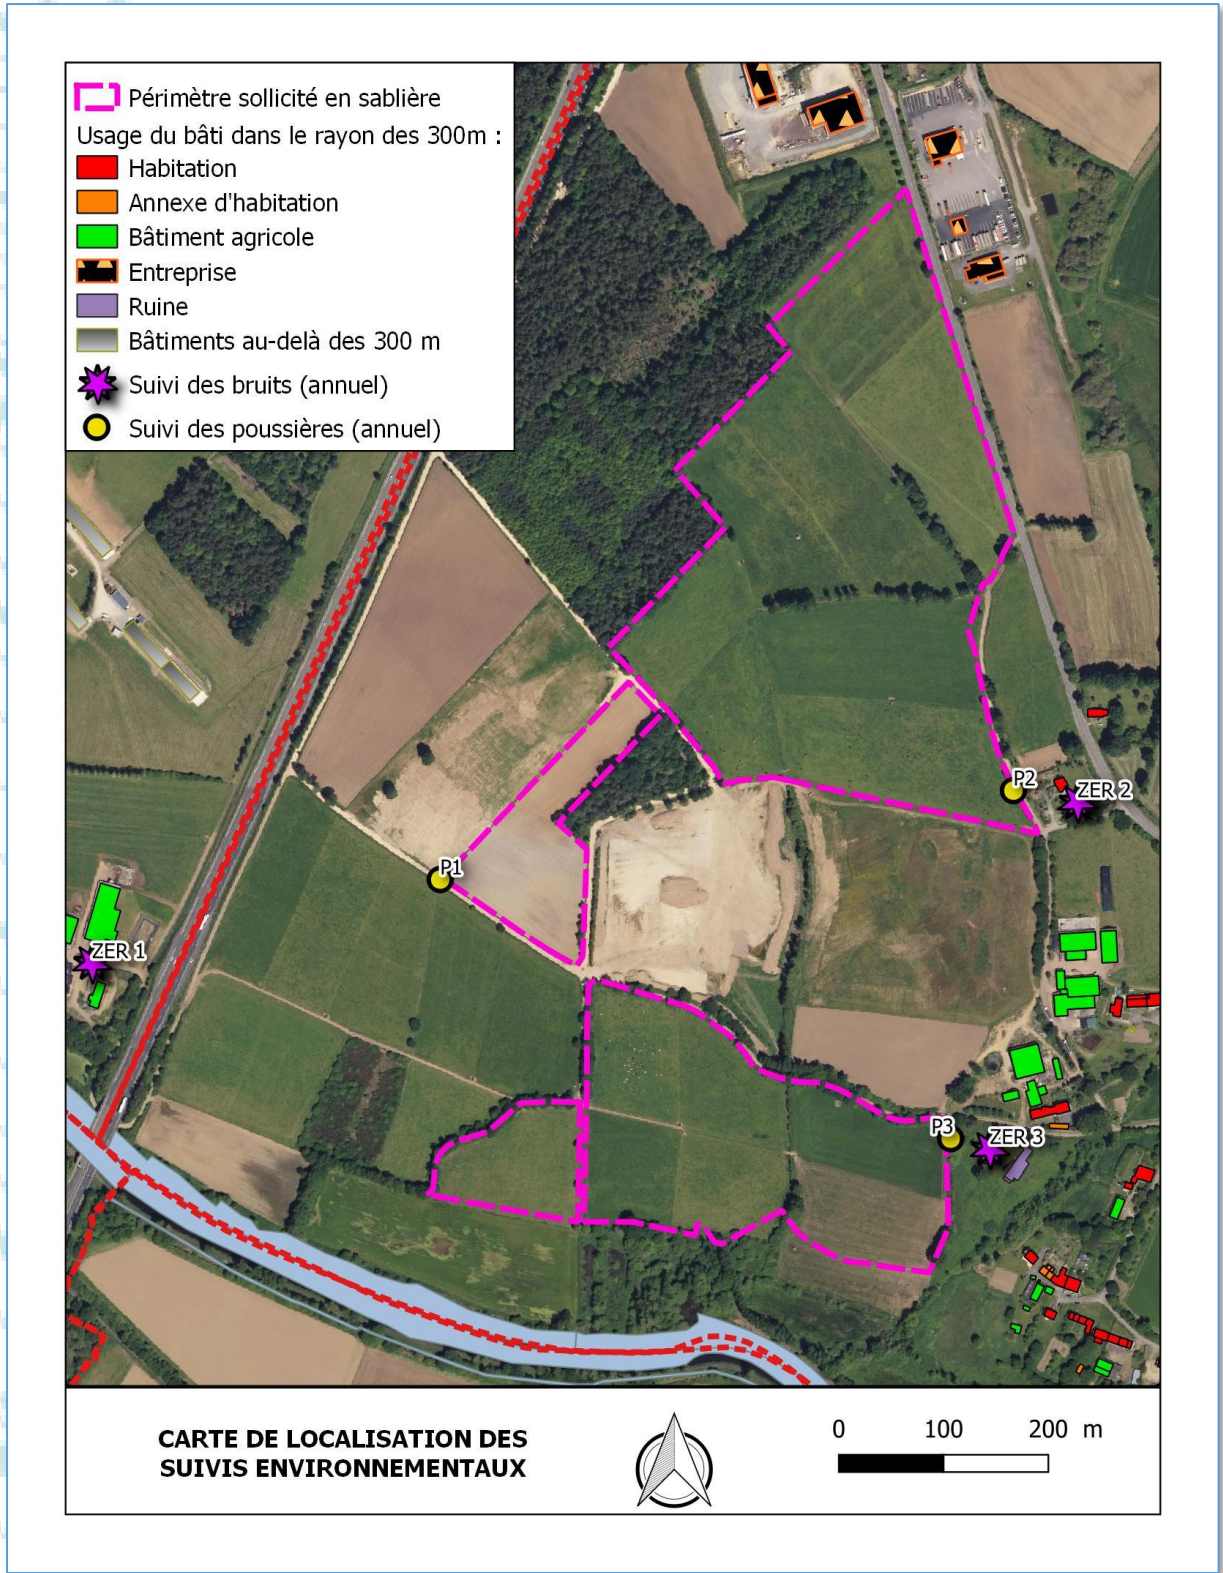 Périmètre sollicité en sablière
Usage du bâti dans le rayon des 300m :
Habitation
Annexe d'habitation
Bâtiment agricole
Entreprise
Ruine
Bâtiments au-delà des 300 m
Suivi des bruits (annuel)
Suivi des poussières (annuel)
P2
ZER 2
P1
ZER 1
P3
ZER 3
CARTE DE LOCALISATION DES
SUIVIS ENVIRONNEMENTAUX
0 100 200 m